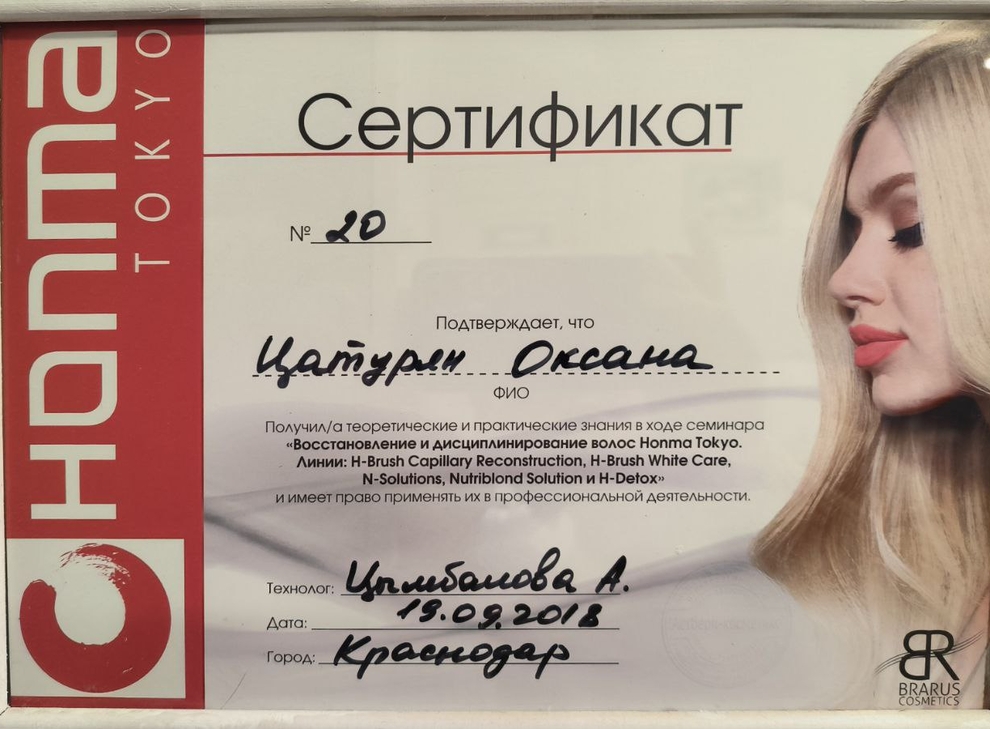 Honma
TOKYO
Сертификат
№ 20
Подтверждает, что
Цатурян Оксана
ФИО
Получил/а теоретические и практические знания в ходе семинара
«Восстановление и дисциплинирование волос Honma Tokyo.
Линии: H-Brush Capillary Reconstruction, H-Brush White Care,
N-Solutions, Nutriblond Solution и H-Detox»
и имеет право применять их в профессиональной деятельности.
Технолог: Цымбалова А.
Дата: 19.09.2018
Город: Краснодар
BR
BRARUS
COSMETICS